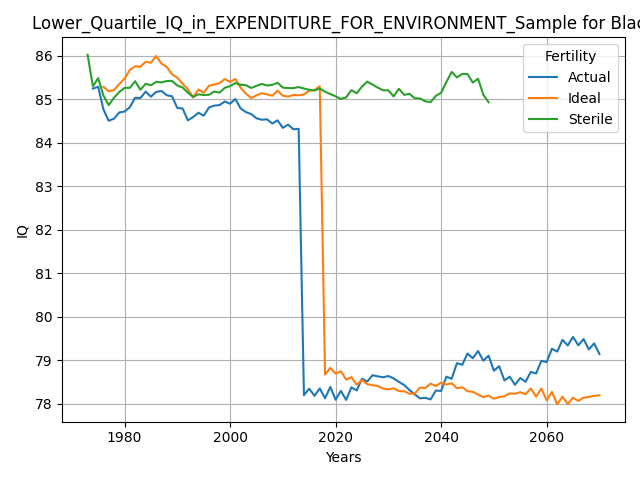 Lower_Quartile_IQ_in_EXPENDITURE_FOR_ENVIRONMENT_Sample for Blac
Fertility
Actual
Ideal
Sterile
86
85
84
83
82
81
80
79
78
IQ
1980
2000
2020
2040
2060
Years